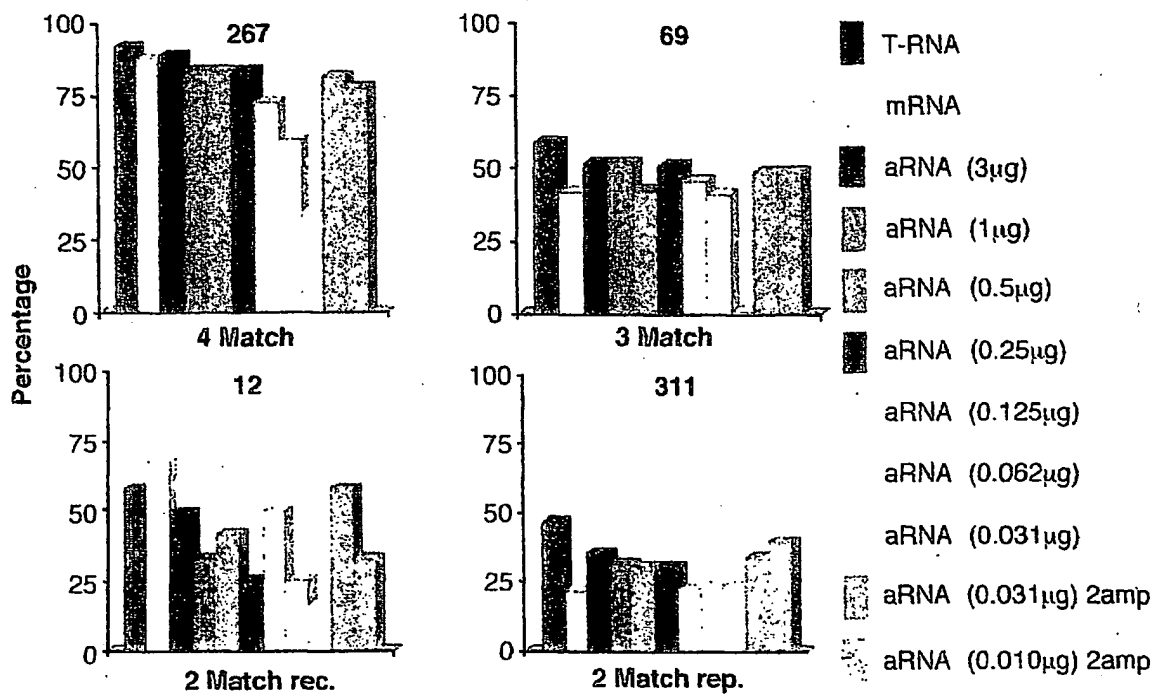 Percentage
100
75
50
25
0
267
4 Match
100
75
50
25
0
69
3 Match
100
75
50
25
0
12
2 Match rec.
100
75
50
25
0
311
2 Match rep.
T-RNA
mRNA
aRNA (3μg)
aRNA (1μg)
aRNA (0.5μg)
aRNA (0.25μg)
aRNA (0.125μg)
aRNA (0.062μg)
aRNA (0.031μg)
aRNA (0.031μg) 2amp
aRNA (0.010μg) 2amp